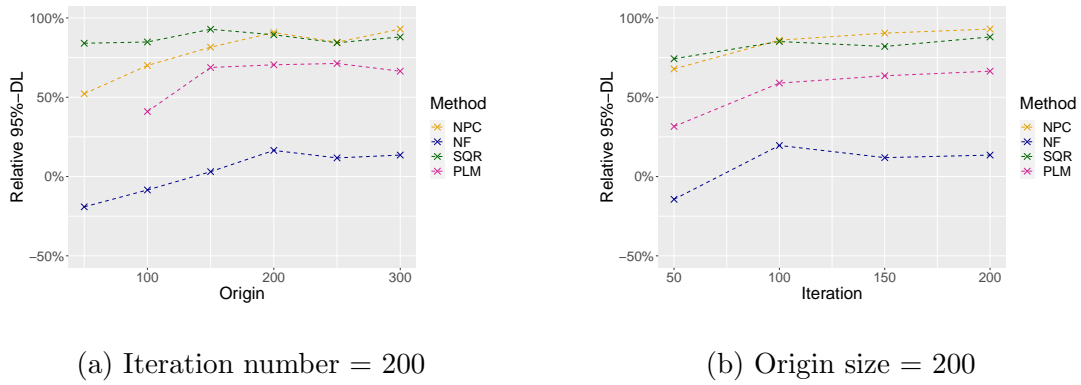 100%
50%
0%
−50%
Relative 95%−DL
100
200
300
Origin
Method
NPC
NF
SQR
PLM
100%
50%
0%
−50%
Relative 95%−DL
50
100
150
200
Iteration
Method
NPC
NF
SQR
PLM
(a) Iteration number = 200
(b) Origin size = 200